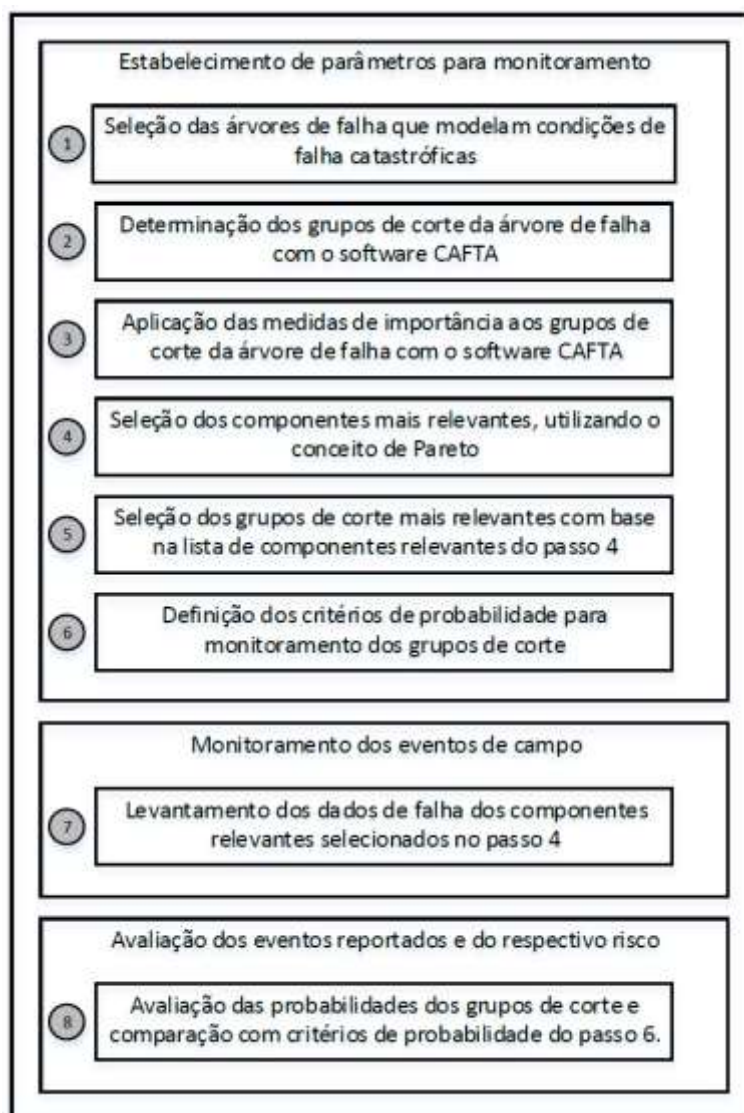 Estabelecimento de parâmetros para monitoramento
1
Seleção das árvores de falha que modelam condições de
falha catastróficas
2
Determinação dos grupos de corte da árvore de falha
com o software CAFTA
3
Aplicação das medidas de importância aos grupos de
corte da árvore de falha com o software CAFTA
4
Seleção dos componentes mais relevantes, utilizando o
conceito de Pareto
5
Seleção dos grupos de corte mais relevantes com base
na lista de componentes relevantes do passo 4
6
Definição dos critérios de probabilidade para
monitoramento dos grupos de corte
Monitoramento dos eventos de campo
7
Levantamento dos dados de falha dos componentes
relevantes selecionados no passo 4
Avaliação dos eventos reportados e do respectivo risco
8
Avaliação das probabilidades dos grupos de corte e
comparação com critérios de probabilidade do passo 6.